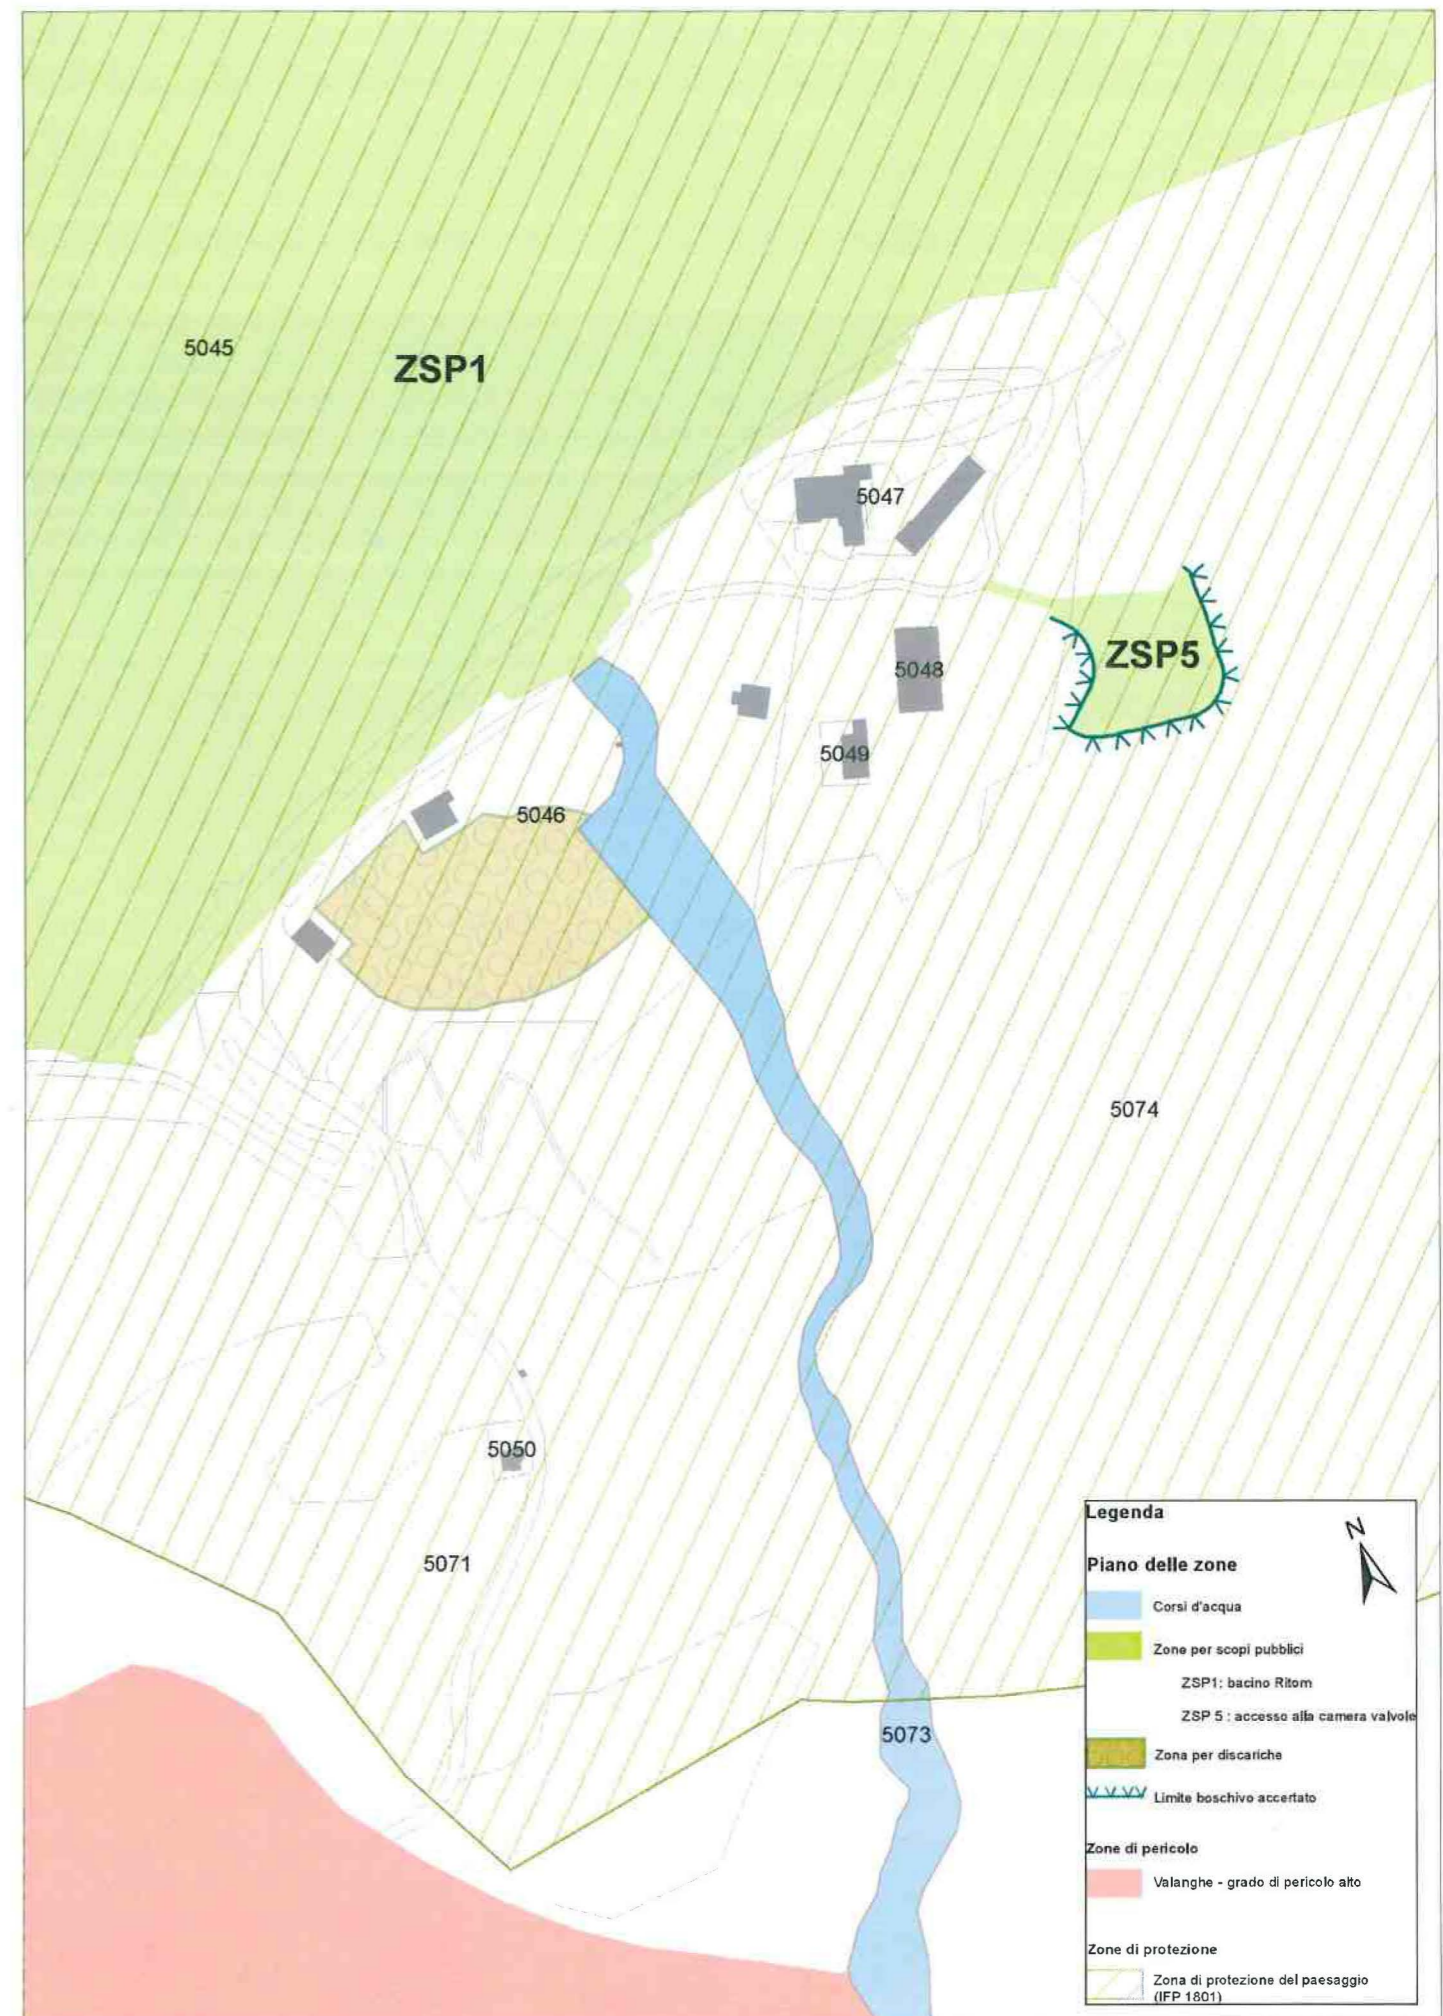 5045
ZSP1
5047
ZSP5
5048
5049
5046
5074
5050
5071
5073
Legenda
N
Piano delle zone
Corsi d'acqua
Zone per scopi pubblici
ZSP1: bacino Ritom
ZSP 5 : accesso alla camera valvole
Zona per discariche
Limite boschivo accertato
Zone di pericolo
Valanghe - grado di pericolo alto
Zone di protezione
Zona di protezione del paesaggio
(IFP 1801)